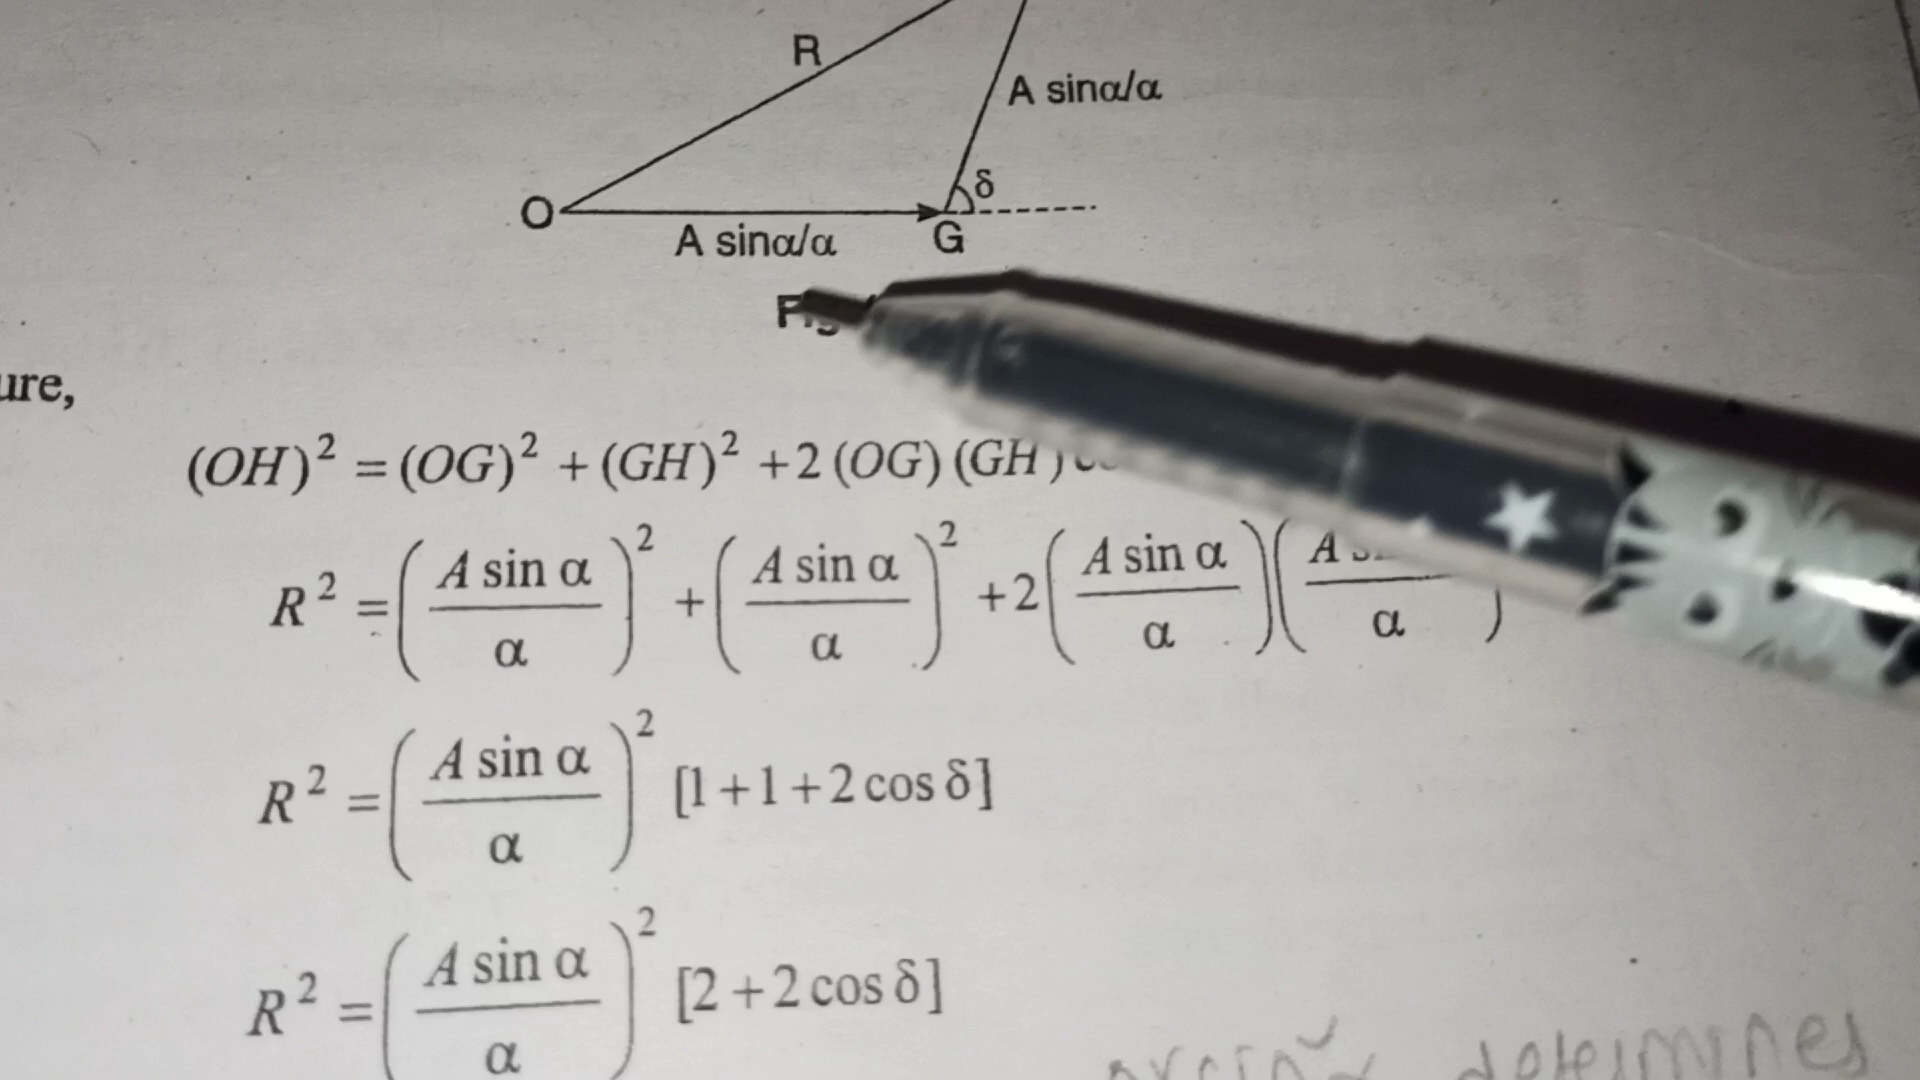 R
A sinα/α
δ
O
G
A sinα/α
ure,
(OH)² = (OG)² + (GH)² + 2 (OG) (GH)
R² = (A sin α / α)² + (A sin α / α)² + 2 (A sin α / α) (A / α)
R² = (A sin α / α)² [1 + 1 + 2 cos δ]
R² = (A sin α / α)² [2 + 2 cos δ]
determines